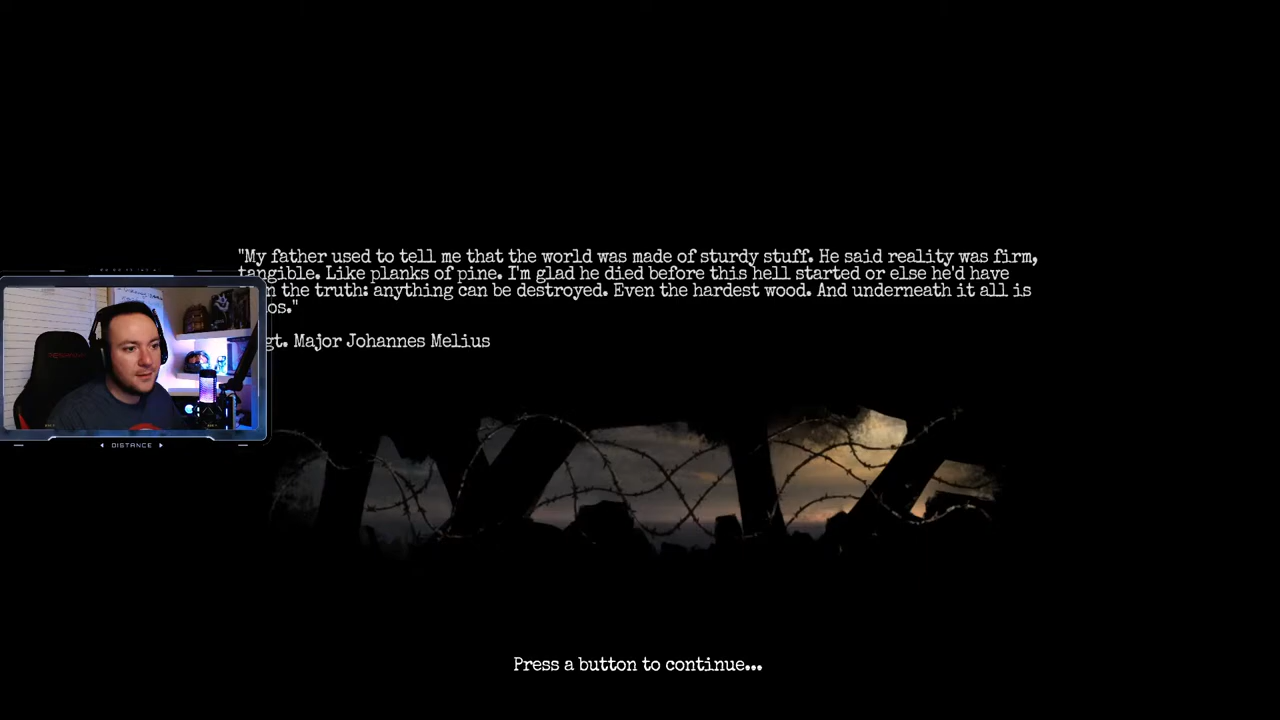 "My father used to tell me that the world was made of sturdy stuff. He said reality was firm,
tangible. Like planks of pine. I'm glad he died before this hell started or else he'd have
the truth: anything can be destroyed. Even the hardest wood. And underneath it all is
Major Johannes Melius
DISTANCE
Press a button to continue...